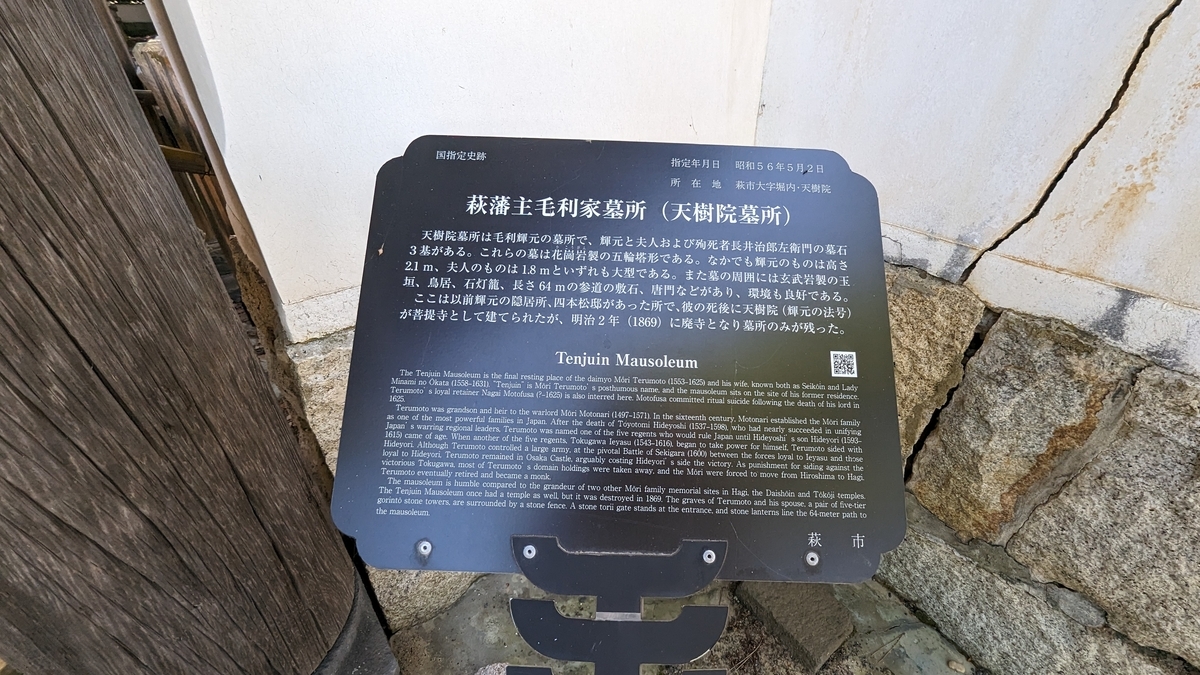 国指定史跡
指定年月日 昭和56年5月2日
所在地 萩市大字堀内・天樹院
萩藩主毛利家墓所（天樹院墓所）
天樹院墓所は毛利輝元の墓所で、輝元と夫人および殉死者長井治郎左衛門の墓石
3基がある。これらの墓は花崗岩製の五輪塔形である。なかでも輝元のものは高さ
2.1m、夫人のものは1.8mといずれも大型である。また墓の周囲には玄武岩製の玉
垣、鳥居、石灯籠、長さ64mの参道の敷石、唐門などがあり、環境も良好である。
ここは以前輝元の隠居所、四本松邸があった所で、彼の死後に天樹院（輝元の法号）
が菩提寺として建てられたが、明治2年（1869）に廃寺となり墓所のみが残った。
Tenjuin Mausoleum
The Tenjuin Mausoleum is the final resting place of the daimyo Mōri Terumoto (1553–1625) and his wife, known both as Seikōin and Lady
Minami no Ōkata (1558–1631). "Tenjuin" is Mōri Terumoto's posthumous name, and the mausoleum sits on the site of his former residence.
Terumoto's loyal retainer Nagai Motofusa (?–1625) is also interred here. Motofusa committed ritual suicide following the death of his lord in
1625.
Terumoto was grandson and heir to the warlord Mōri Motonari (1497–1571). In the sixteenth century, Motonari established the Mōri family
as one of the most powerful families in Japan. After the death of Toyotomi Hideyoshi (1537–1598), who had nearly succeeded in unifying
Japan's warring regional leaders, Terumoto was named one of the five regents who would rule Japan until Hideyoshi's son Hideyori (1593–
1615) came of age. When another of the five regents, Tokugawa Ieyasu (1543–1616), began to take power for himself, Terumoto sided with
Hideyori. Although Terumoto controlled a large army, at the pivotal Battle of Sekigara (1600) between the forces loyal to Ieyasu and those
loyal to Hideyori, Terumoto remained in Osaka Castle, arguably costing Hideyori's side the victory. As punishment for siding against the
victorious Tokugawa, most of Terumoto's domain holdings were taken away, and the Mōri were forced to move from Hiroshima to Hagi.
Terumoto eventually retired and became a monk.
The mausoleum is humble compared to the grandeur of two other Mōri family memorial sites in Hagi, the Daishōin and Tōkōji temples.
The Tenjuin Mausoleum once had a temple as well, but it was destroyed in 1869. The graves of Terumoto and his spouse, a pair of five-tier
gorintō stone towers, are surrounded by a stone fence. A stone torii gate stands at the entrance, and stone lanterns line the 64-meter path to
the mausoleum.
萩市